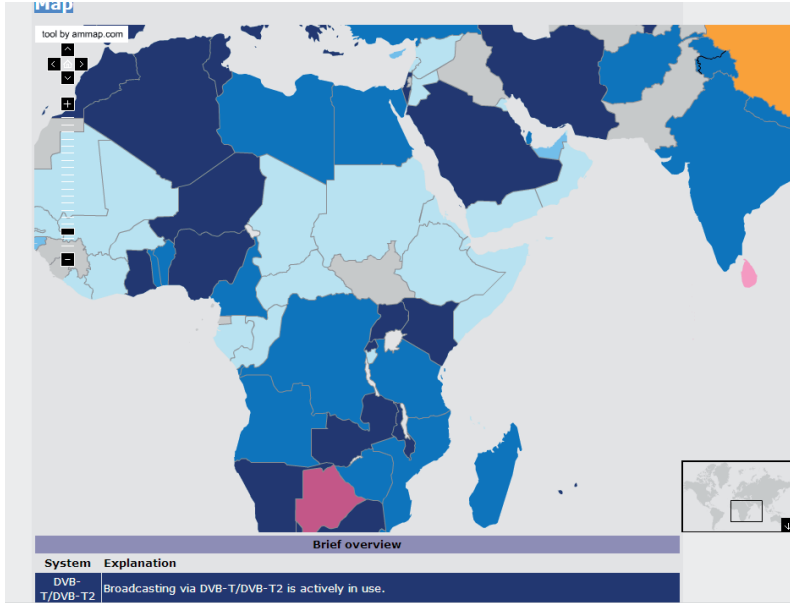 Map
tool by ammap.com
Brief overview
System Explanation
DVB-
T/DVB-T2
Broadcasting via DVB-T/DVB-T2 is actively in use.